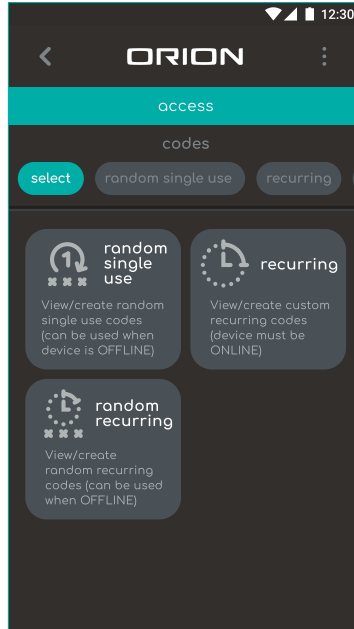 12:30
ORION
access
codes
select
random single use
recurring
1
random
single
use
View/create random
single use codes
(can be used when
device is OFFLINE)
recurring
View/create custom
recurring codes
(device must be
ONLINE)
random
recurring
View/create
random recurring
codes (can be used
when OFFLINE)